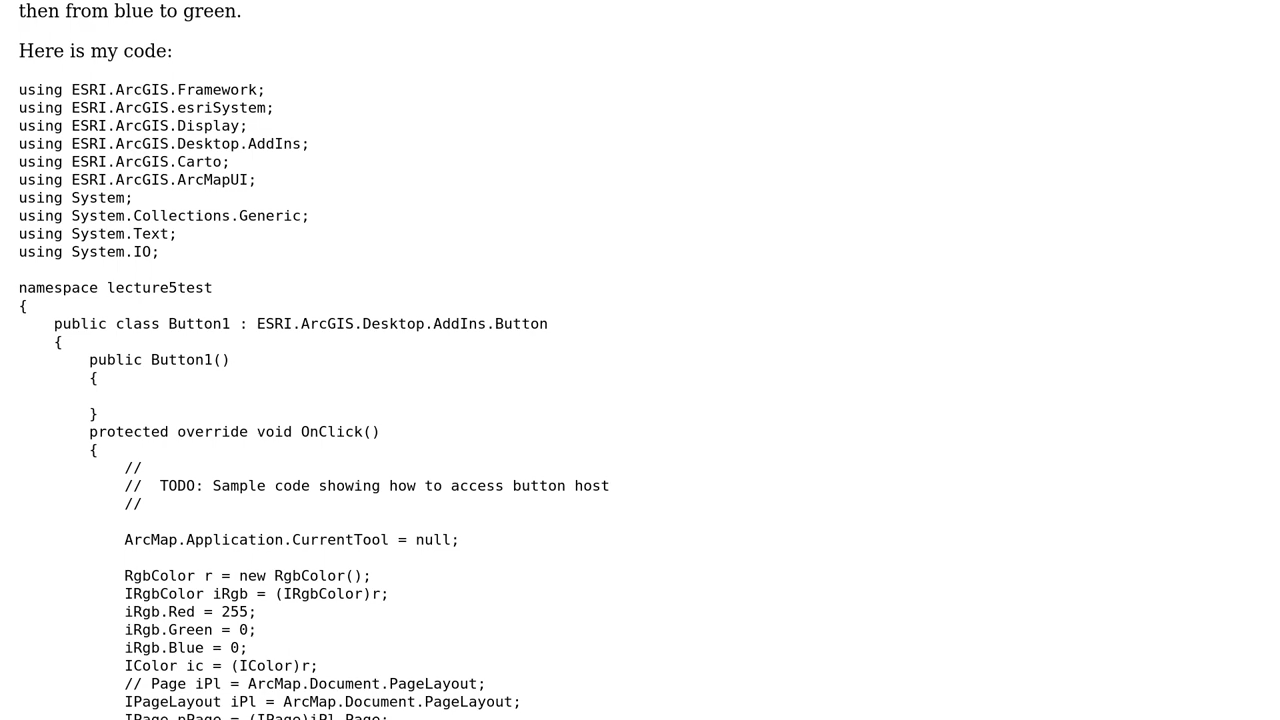 then from blue to green.
Here is my code:
using ESRI.ArcGIS.Framework;
using ESRI.ArcGIS.esriSystem;
using ESRI.ArcGIS.Display;
using ESRI.ArcGIS.Desktop.AddIns;
using ESRI.ArcGIS.Carto;
using ESRI.ArcGIS.ArcMapUI;
using System;
using System.Collections.Generic;
using System.Text;
using System.IO;
namespace lecture5test
{
    public class Button1 : ESRI.ArcGIS.Desktop.AddIns.Button
    {
        public Button1()
        {
        }
        protected override void OnClick()
        {
            //
            //  TODO: Sample code showing how to access button host
            //
            ArcMap.Application.CurrentTool = null;
            RgbColor r = new RgbColor();
            IRgbColor iRgb = (IRgbColor)r;
            iRgb.Red = 255;
            iRgb.Green = 0;
            iRgb.Blue = 0;
            IColor ic = (IColor)r;
            // Page iPl = ArcMap.Document.PageLayout;
            IPageLayout iPl = ArcMap.Document.PageLayout;
            IPage pPage = (IPage)iPl.Page;